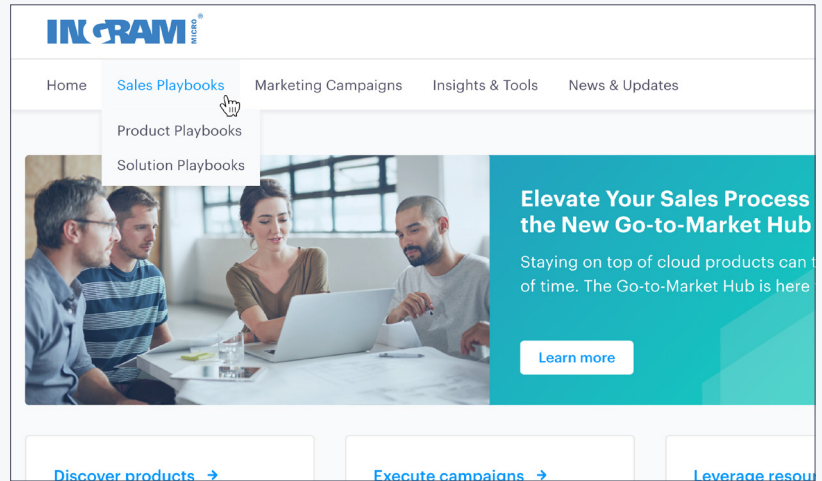 INGRAM MICRO®
Home Sales Playbooks Marketing Campaigns Insights & Tools News & Updates
Product Playbooks
Solution Playbooks
Elevate Your Sales Process
the New Go-to-Market Hub
Staying on top of cloud products can t
of time. The Go-to-Market Hub is here
Learn more
Discover products →
Execute campaigns →
Leverage resour